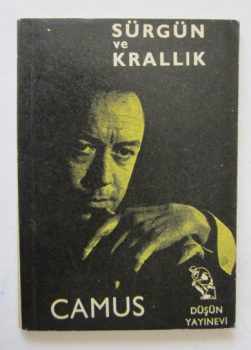 SÜRGÜN
ve
KRALLIK
CAMUS
DÜŞÜN
YAYINEVİ